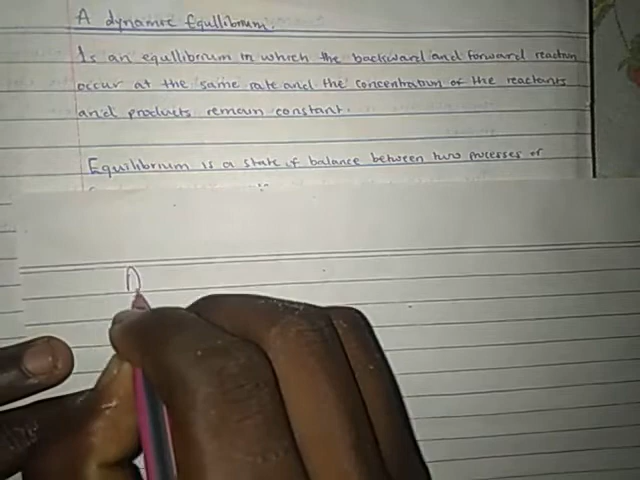 A dynamic Equilibrium.
Is an equilibrium in which the backward and forward reaction
occur at the same rate and the concentration of the reactants
and products remain constant.
Equilibrium is a state of balance between two processes of